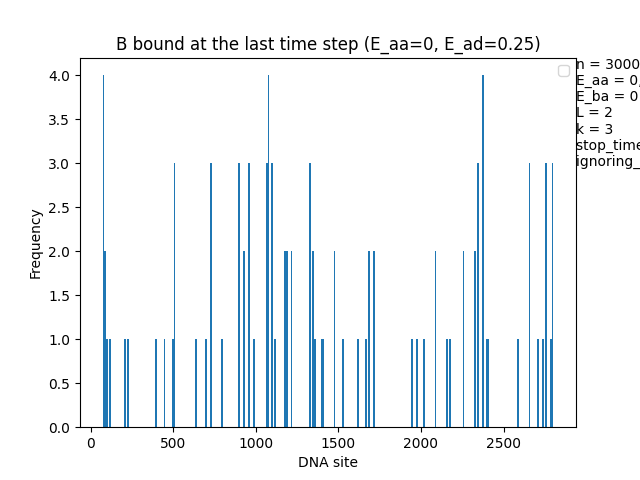 B bound at the last time step (E_aa=0, E_ad=0.25)
n = 3000
E_aa = 0,
E_ba = 0
L = 2
k = 3
stop_time
ignoring_
4.0
3.5
3.0
2.5
2.0
1.5
1.0
0.5
0.0
Frequency
0 500 1000 1500 2000 2500
DNA site